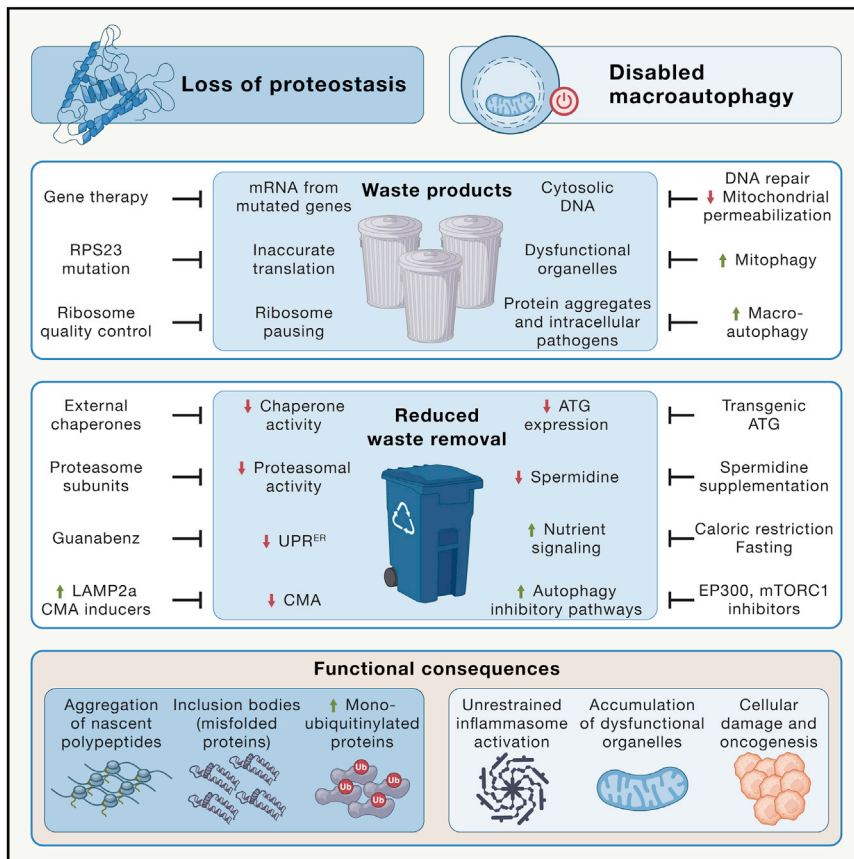 Loss of proteostasis
Disabled
macroautophagy
Waste products
Gene therapy
mRNA from
mutated genes
Cytosolic
DNA
DNA repair
↓ Mitochondrial
permeabilization
RPS23
mutation
Inaccurate
translation
Dysfunctional
organelles
↑ Mitophagy
Ribosome
quality control
Ribosome
pausing
Protein aggregates
and intracellular
pathogens
↑ Macro-
autophagy
Reduced
waste removal
External
chaperones
↓ Chaperone
activity
↓ ATG
expression
Transgenic
ATG
Proteasome
subunits
↓ Proteasomal
activity
↓ Spermidine
Spermidine
supplementation
Guanabenz
↓ UPRᴱᴿ
↑ Nutrient
signaling
Caloric restriction
Fasting
↑ LAMP2a
CMA inducers
↓ CMA
↑ Autophagy
inhibitory pathways
EP300, mTORC1
inhibitors
Functional consequences
Aggregation
of nascent
polypeptides
Inclusion bodies
(misfolded
proteins)
↑ Mono-
ubiquitinylated
proteins
Ub
Ub
Ub
Ub
Unrestrained
inflammasome
activation
Accumulation
of dysfunctional
organelles
Cellular
damage and
oncogenesis